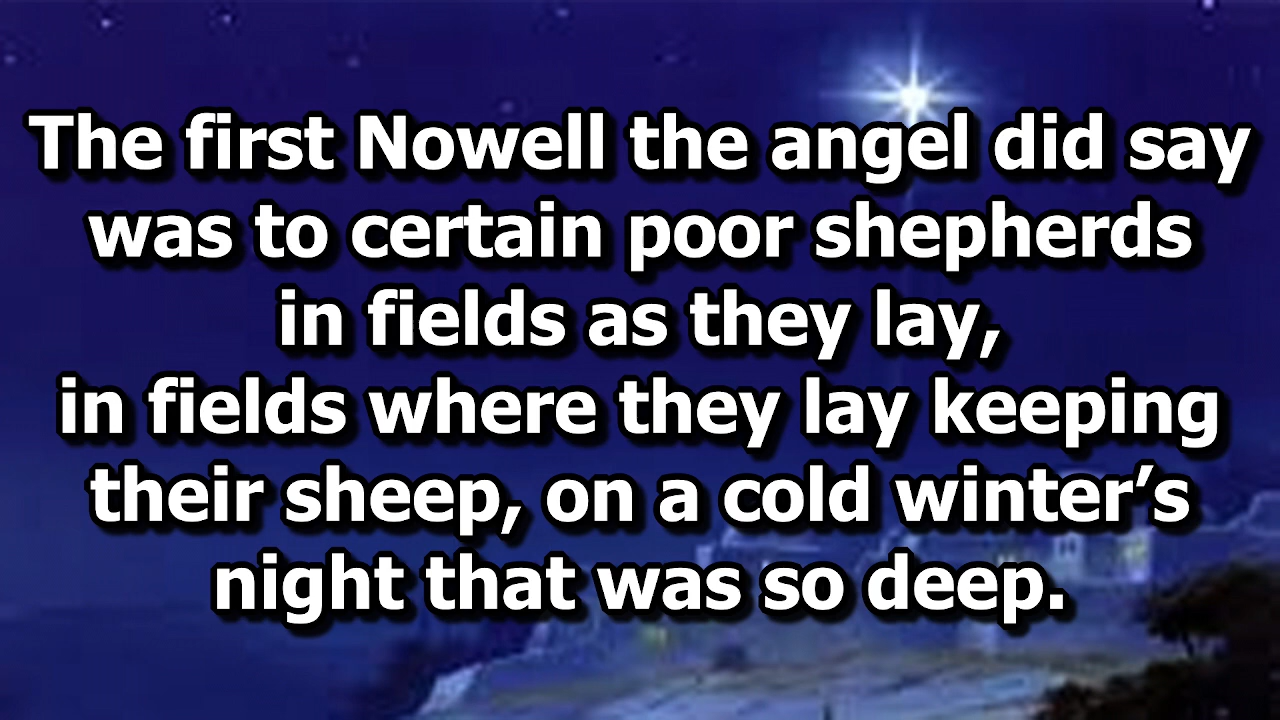 The first Nowell the angel did say
was to certain poor shepherds
in fields as they lay,
in fields where they lay keeping
their sheep, on a cold winter’s
night that was so deep.